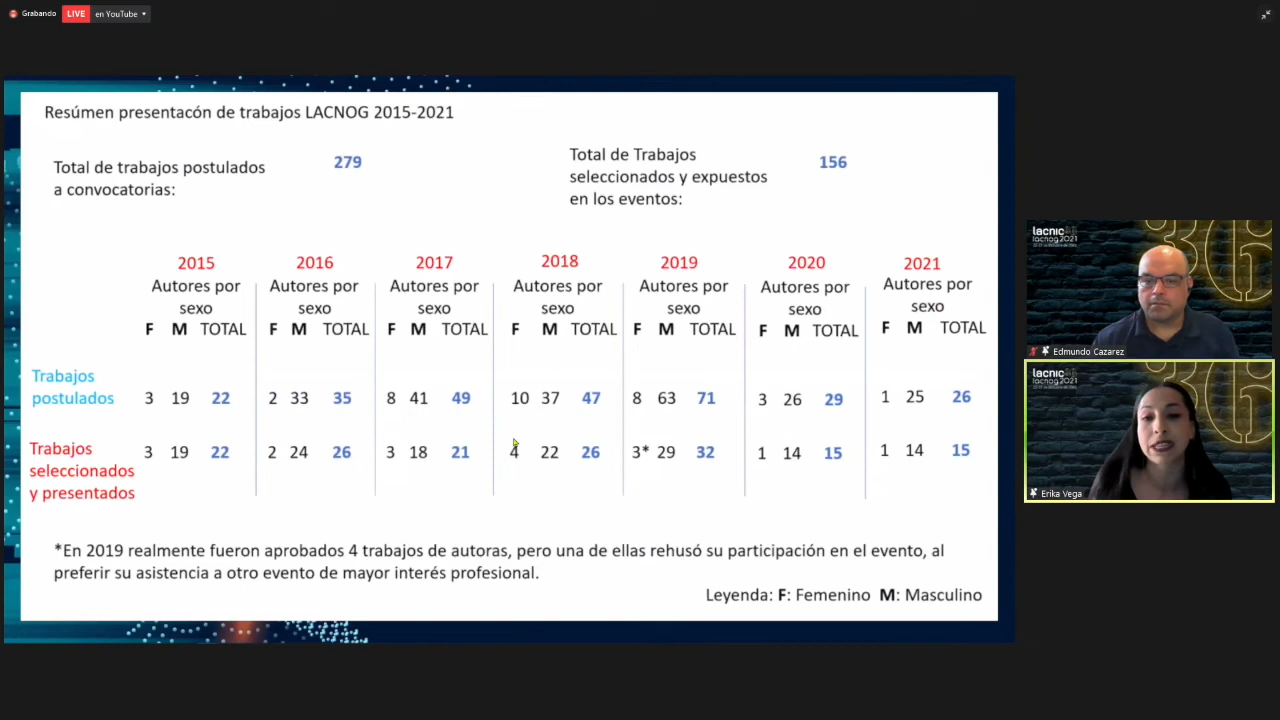 Grabando LIVE en YouTube
Resúmen presentacón de trabajos LACNOG 2015-2021
Total de trabajos postulados
a convocatorias:
279
Total de Trabajos
seleccionados y expuestos
en los eventos:
156
2015 2016 2017 2018 2019 2020 2021
Autores por sexo Autores por sexo Autores por sexo Autores por sexo Autores por sexo Autores por sexo Autores por sexo
F M TOTAL F M TOTAL F M TOTAL F M TOTAL F M TOTAL F M TOTAL F M TOTAL
Trabajos
postulados 3 19 22 2 33 35 8 41 49 10 37 47 8 63 71 3 26 29 1 25 26
Trabajos
seleccionados
y presentados
3 19 22 2 24 26 3 18 21 4 22 26 3* 29 32 1 14 15 1 14 15
*En 2019 realmente fueron aprobados 4 trabajos de autoras, pero una de ellas rehusó su participación en el evento, al
preferir su asistencia a otro evento de mayor interés profesional.
Leyenda: F: Femenino M: Masculino
lacnic36
lacnog2021
36
Edmundo Cazarez
lacnic
lacnog2021
Erika Vega